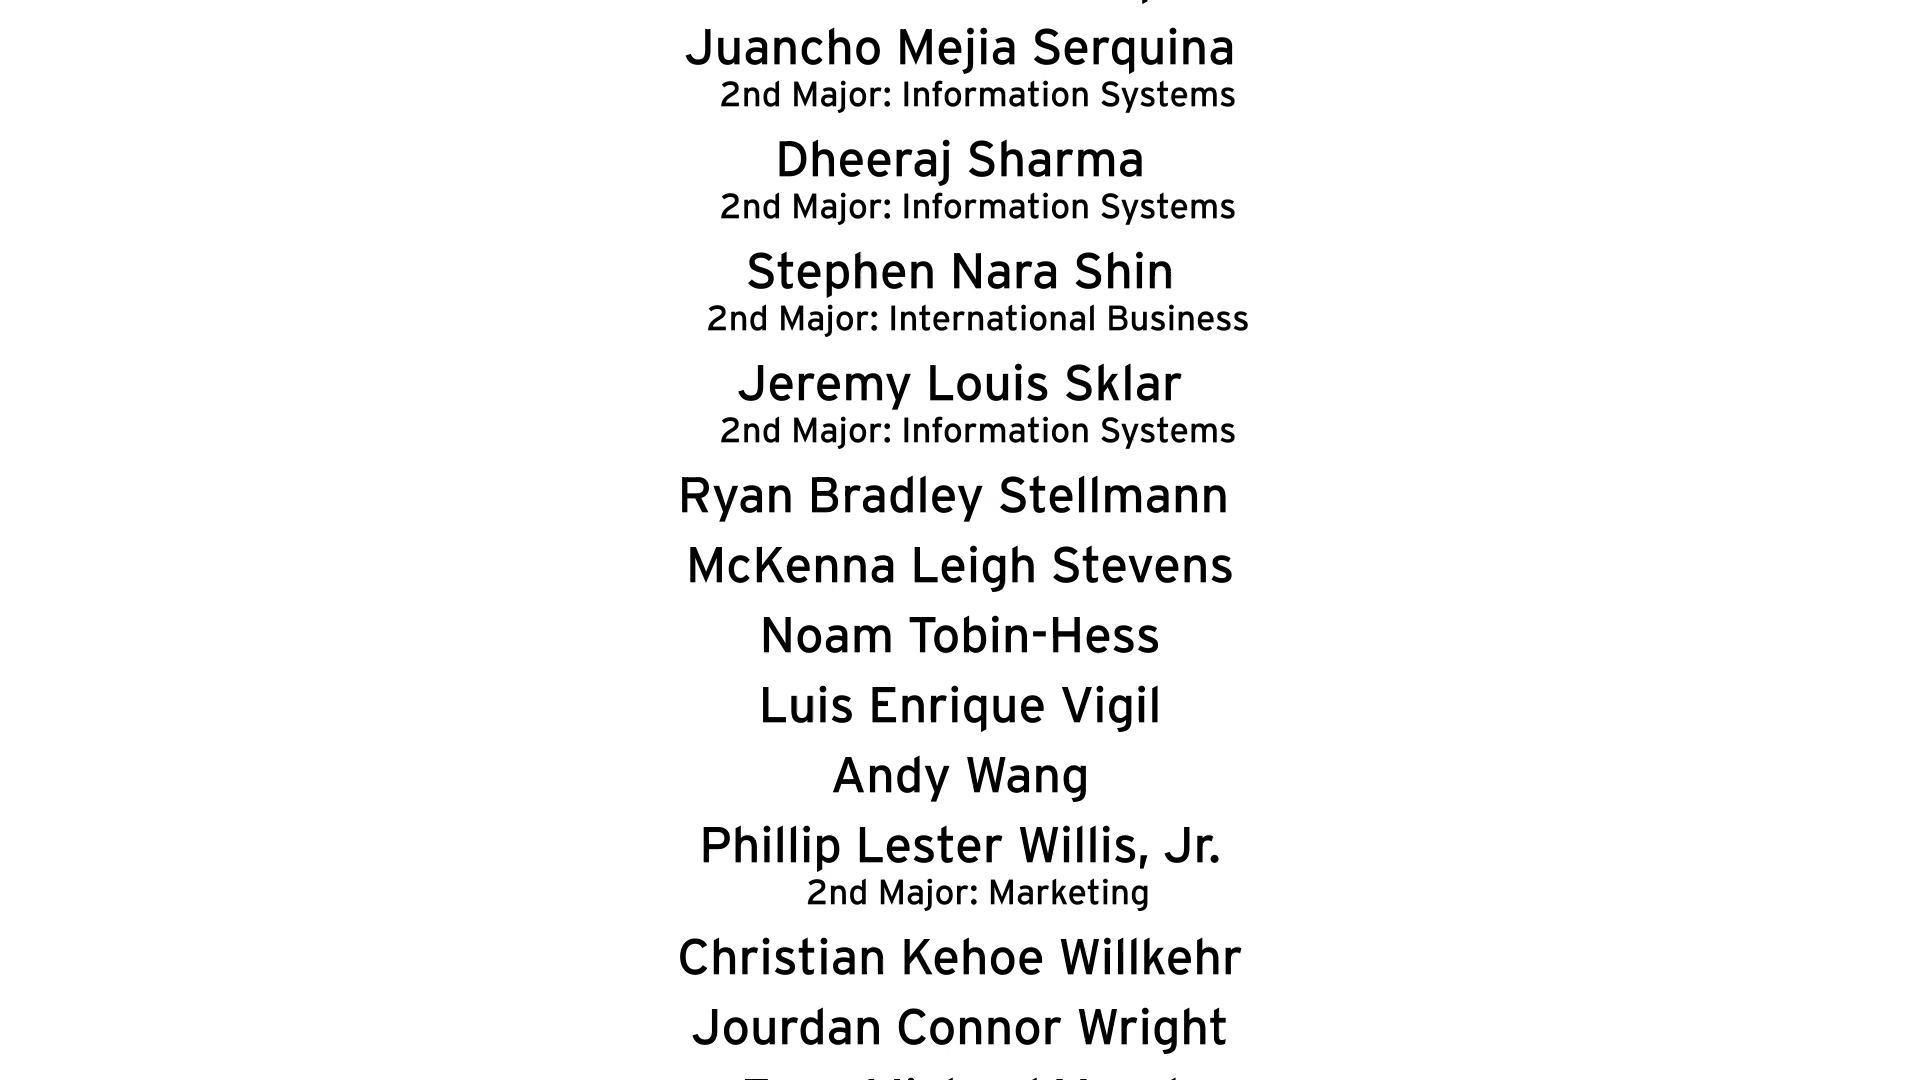 Juancho Mejia Serquina
2nd Major: Information Systems
Dheeraj Sharma
2nd Major: Information Systems
Stephen Nara Shin
2nd Major: International Business
Jeremy Louis Sklar
2nd Major: Information Systems
Ryan Bradley Stellmann
McKenna Leigh Stevens
Noam Tobin-Hess
Luis Enrique Vigil
Andy Wang
Phillip Lester Willis, Jr.
2nd Major: Marketing
Christian Kehoe Willkehr
Jourdan Connor Wright